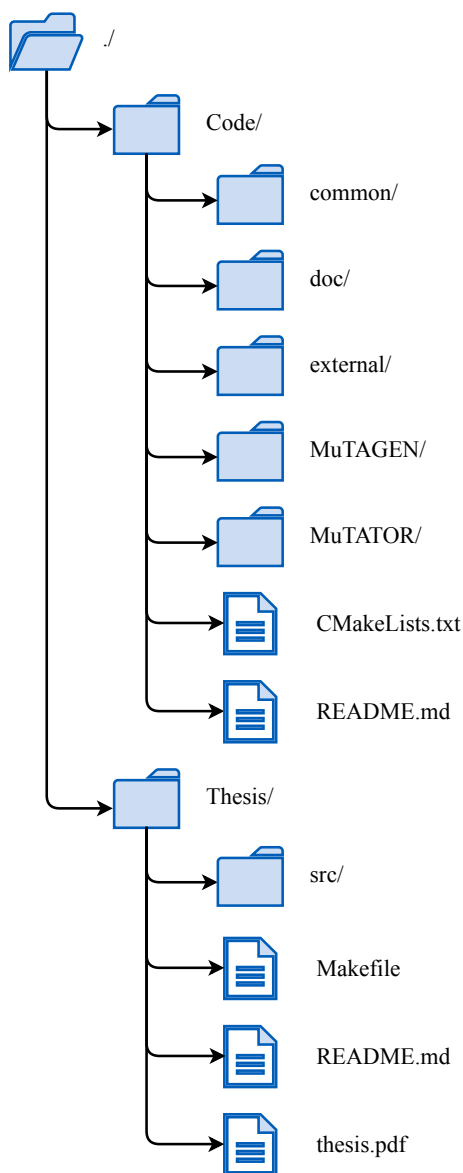 ./
Code/
common/
doc/
external/
MuTAGEN/
MuTATOR/
CMakeLists.txt
README.md
Thesis/
src/
Makefile
README.md
thesis.pdf